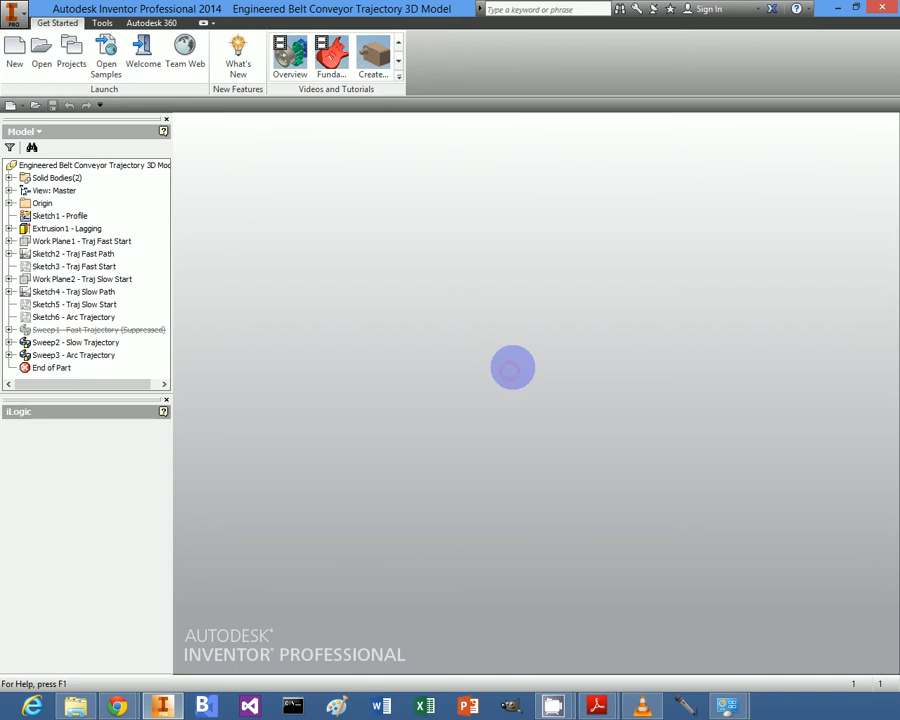 Autodesk Inventor Professional 2014 Engineered Belt Conveyor Trajectory 3D Model
Type a keyword or phrase
Sign In
PRO
Get Started Tools Autodesk 360
New Open Projects Open Samples Welcome Team Web
What's New
Overview Funda... Create...
Launch New Features Videos and Tutorials
Model
Engineered Belt Conveyor Trajectory 3D Moc
Solid Bodies(2)
View: Master
Origin
Sketch1 - Profile
Extrusion1 - Lagging
Work Plane1 - Traj Fast Start
Sketch2 - Traj Fast Path
Sketch3 - Traj Fast Start
Work Plane2 - Traj Slow Start
Sketch4 - Traj Slow Path
Sketch5 - Traj Slow Start
Sketch6 - Arc Trajectory
Sweep1 - Fast Trajectory (Suppressed)
Sweep2 - Slow Trajectory
Sweep3 - Arc Trajectory
End of Part
iLogic
AUTODESK®
INVENTOR® PROFESSIONAL
For Help, press F1
1 1